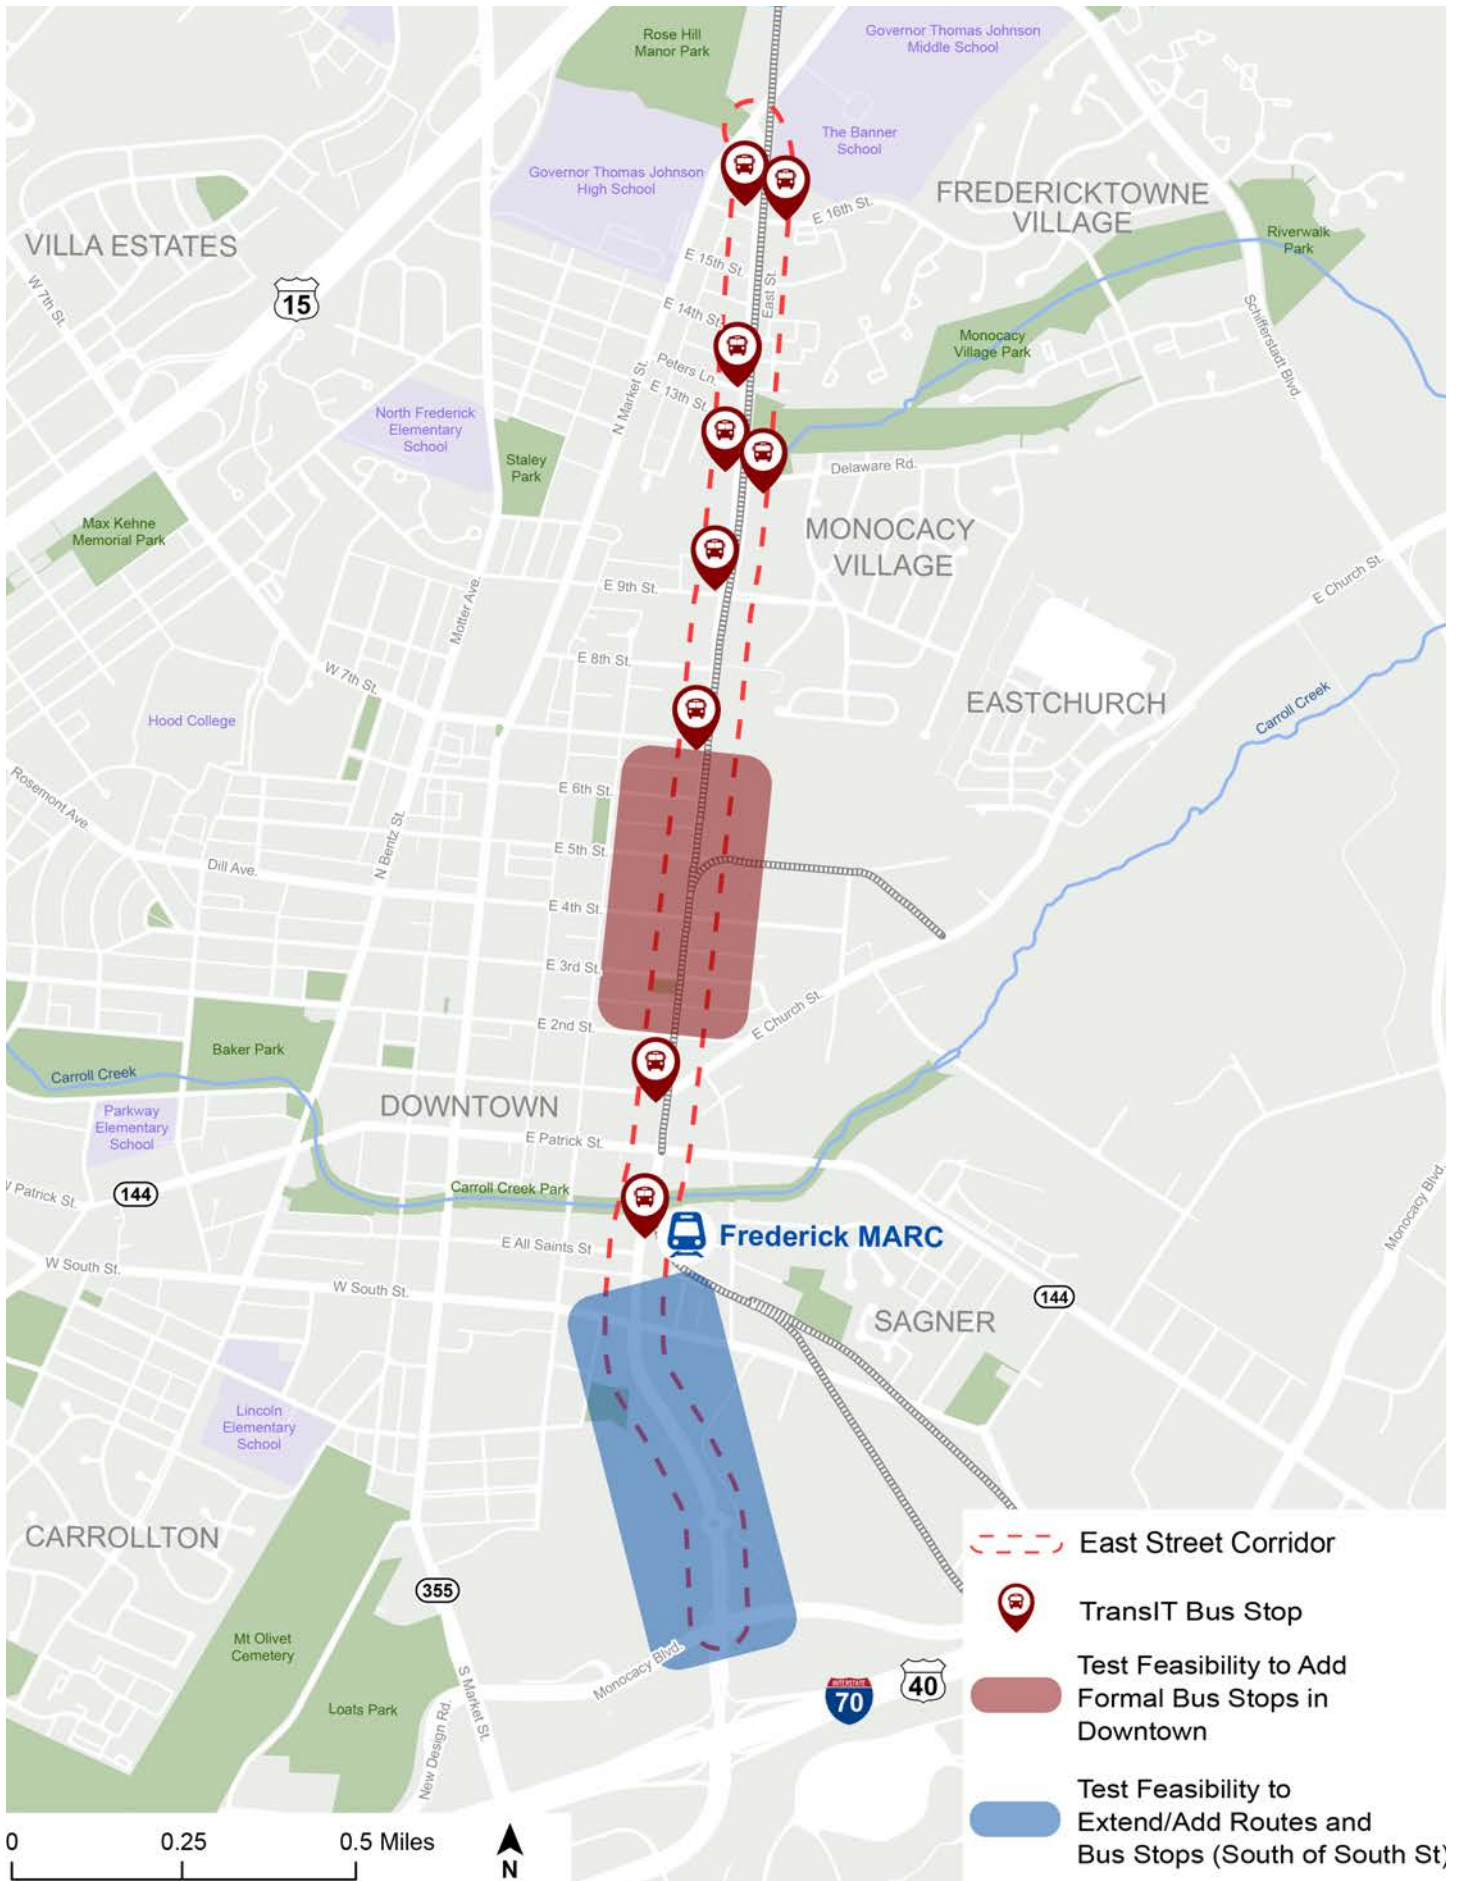 Rose Hill
Manor Park
Governor Thomas Johnson
Middle School
The Banner
School
Governor Thomas Johnson
High School
E 16th St.
FREDERICKTOWNE
VILLAGE
Riverwalk
Park
VILLA ESTATES
W 7th St.
15
E 15th St.
East St.
E 14th St.
Schifferstadt Blvd.
Monocacy
Village Park
Peters Ln.
N Market St.
E 13th St.
North Frederick
Elementary
School
Staley
Park
Delaware Rd.
Max Kehne
Memorial Park
MONOCACY
VILLAGE
E Church St.
E 9th St.
Motter Ave.
E 8th St.
W 7th St.
EASTCHURCH
Carroll Creek
Hood College
Rosemont Ave.
E 6th St.
N Bentz St.
E 5th St.
Dill Ave.
E 4th St.
E 3rd St.
E Church St.
E 2nd St.
Baker Park
Carroll Creek
DOWNTOWN
Parkway
Elementary
School
E Patrick St.
W Patrick St.
144
Carroll Creek Park
Monocacy Blvd.
Frederick MARC
E All Saints St
W South St.
W South St.
144
SAGNER
Lincoln
Elementary
School
CARROLLTON
355
Mt Olivet
Cemetery
Monocacy Blvd.
S Market St.
Loats Park
New Design Rd.
INTERSTATE
70
40
East Street Corridor
TransIT Bus Stop
Test Feasibility to Add
Formal Bus Stops in
Downtown
Test Feasibility to
Extend/Add Routes and
Bus Stops (South of South St)
0 0.25 0.5 Miles
N